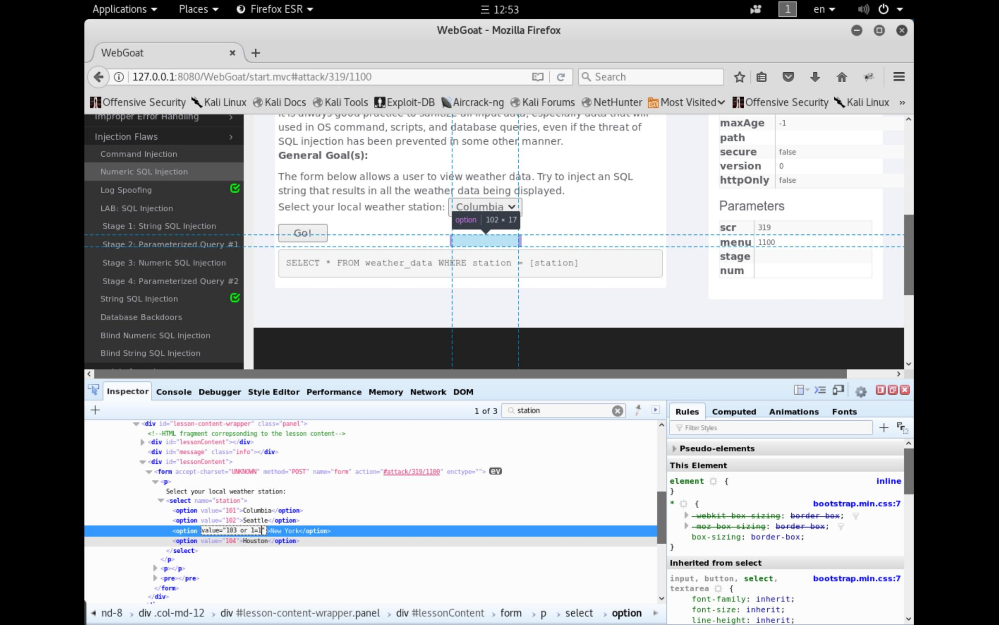 Applications Places Firefox ESR 三 12:53 1 en
WebGoat - Mozilla Firefox
WebGoat
127.0.0.1:8080/WebGoat/start.mvc#attack/319/1100 Search
Offensive Security Kali Linux Kali Docs Kali Tools Exploit-DB Aircrack-ng Kali Forums NetHunter Most Visited Offensive Security Kali Linux »
Improper Error Handling
Injection Flaws
Command Injection
Numeric SQL Injection
Log Spoofing
LAB: SQL Injection
Stage 1: String SQL Injection
Stage 2: Parameterized Query #1
Stage 3: Numeric SQL Injection
Stage 4: Parameterized Query #2
String SQL Injection
Database Backdoors
Blind Numeric SQL Injection
Blind String SQL Injection
It is always good practice to sanitize all input data, especially data that will
used in OS command, scripts, and database queries, even if the threat of
SQL injection has been prevented in some other manner.
General Goal(s):
The form below allows a user to view weather data. Try to inject an SQL
string that results in all the weather data being displayed.
Select your local weather station: Columbia
option 102 × 17
Go!
SELECT * FROM weather_data WHERE station = [station]
maxAge -1
path
secure false
version 0
httpOnly false
Parameters
scr 319
menu 1100
stage
num
Inspector Console Debugger Style Editor Performance Memory Network DOM
1 of 3 station
<div id="lesson-content-wrapper" class="panel">
<!--HTML fragment correpsonding to the lesson content-->
<div id="lessonContent"></div>
<div id="message" class="info"></div>
<div id="lessonContent">
<form accept-charset="UNKNOWN" method="POST" name="form" action="#attack/319/1100" enctype=""> ev
<p>
Select your local weather station:
<select name="station">
<option value="101">Columbia</option>
<option value="102">Seattle</option>
<option value="103 or 1=1">New York</option>
<option value="104">Houston</option>
</select>
</p>
<p></p>
<pre></pre>
</form>
</div>
nd-8 › div .col-md-12 › div #lesson-content-wrapper.panel › div #lessonContent › form › p › select › option
Rules Computed Animations Fonts
Filter Styles
Pseudo-elements
This Element
element { inline
}
* { bootstrap.min.css:7
-webkit-box-sizing: border-box;
-moz-box-sizing: border-box;
box-sizing: border-box;
}
Inherited from select
input, button, select, bootstrap.min.css:7
textarea {
font-family: inherit;
font-size: inherit;
line-height: inherit;